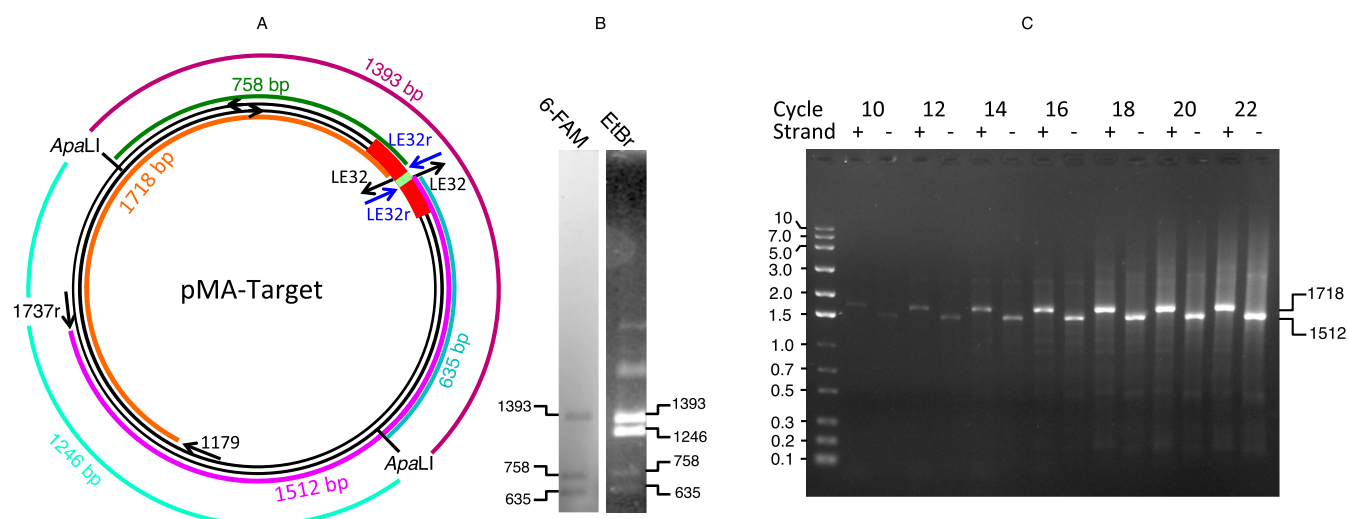 A
1393 bp
758 bp
ApaLI
1718 bp
LE32r
LE32
LE32
LE32r
pMA-Target
1737r
635 bp
1179
ApaLI
1246 bp
1512 bp
B
6-FAM
EtBr
1393
758
635
1393
1246
758
635
C
Cycle 10 12 14 16 18 20 22
Strand + - + - + - + - + - + - + -
10
7.0
5.0
3.0
2.0
1.5
1.0
0.7
0.5
0.3
0.2
0.1
1718
1512